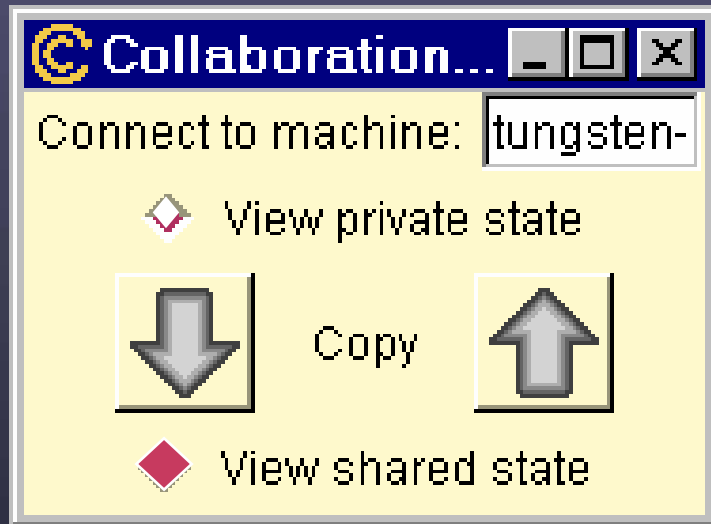 Collaboration...
Connect to machine: tungsten-
View private state
Copy
View shared state